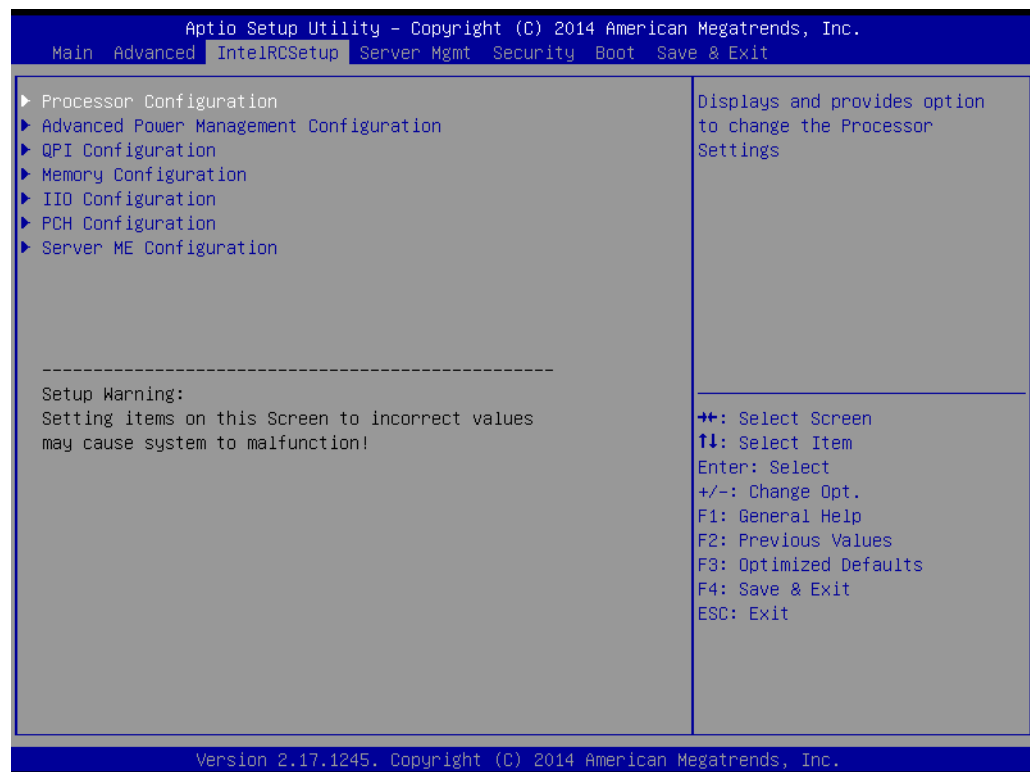 Aptio Setup Utility – Copyright (C) 2014 American Megatrends, Inc.
Main Advanced IntelRCSetup Server Mgmt Security Boot Save & Exit
▶ Processor Configuration
▶ Advanced Power Management Configuration
▶ QPI Configuration
▶ Memory Configuration
▶ IIO Configuration
▶ PCH Configuration
▶ Server ME Configuration
--------------------------------------------------
Setup Warning:
Setting items on this Screen to incorrect values
may cause system to malfunction!
Displays and provides option
to change the Processor
Settings
→←: Select Screen
↑↓: Select Item
Enter: Select
+/-: Change Opt.
F1: General Help
F2: Previous Values
F3: Optimized Defaults
F4: Save & Exit
ESC: Exit
Version 2.17.1245. Copyright (C) 2014 American Megatrends, Inc.